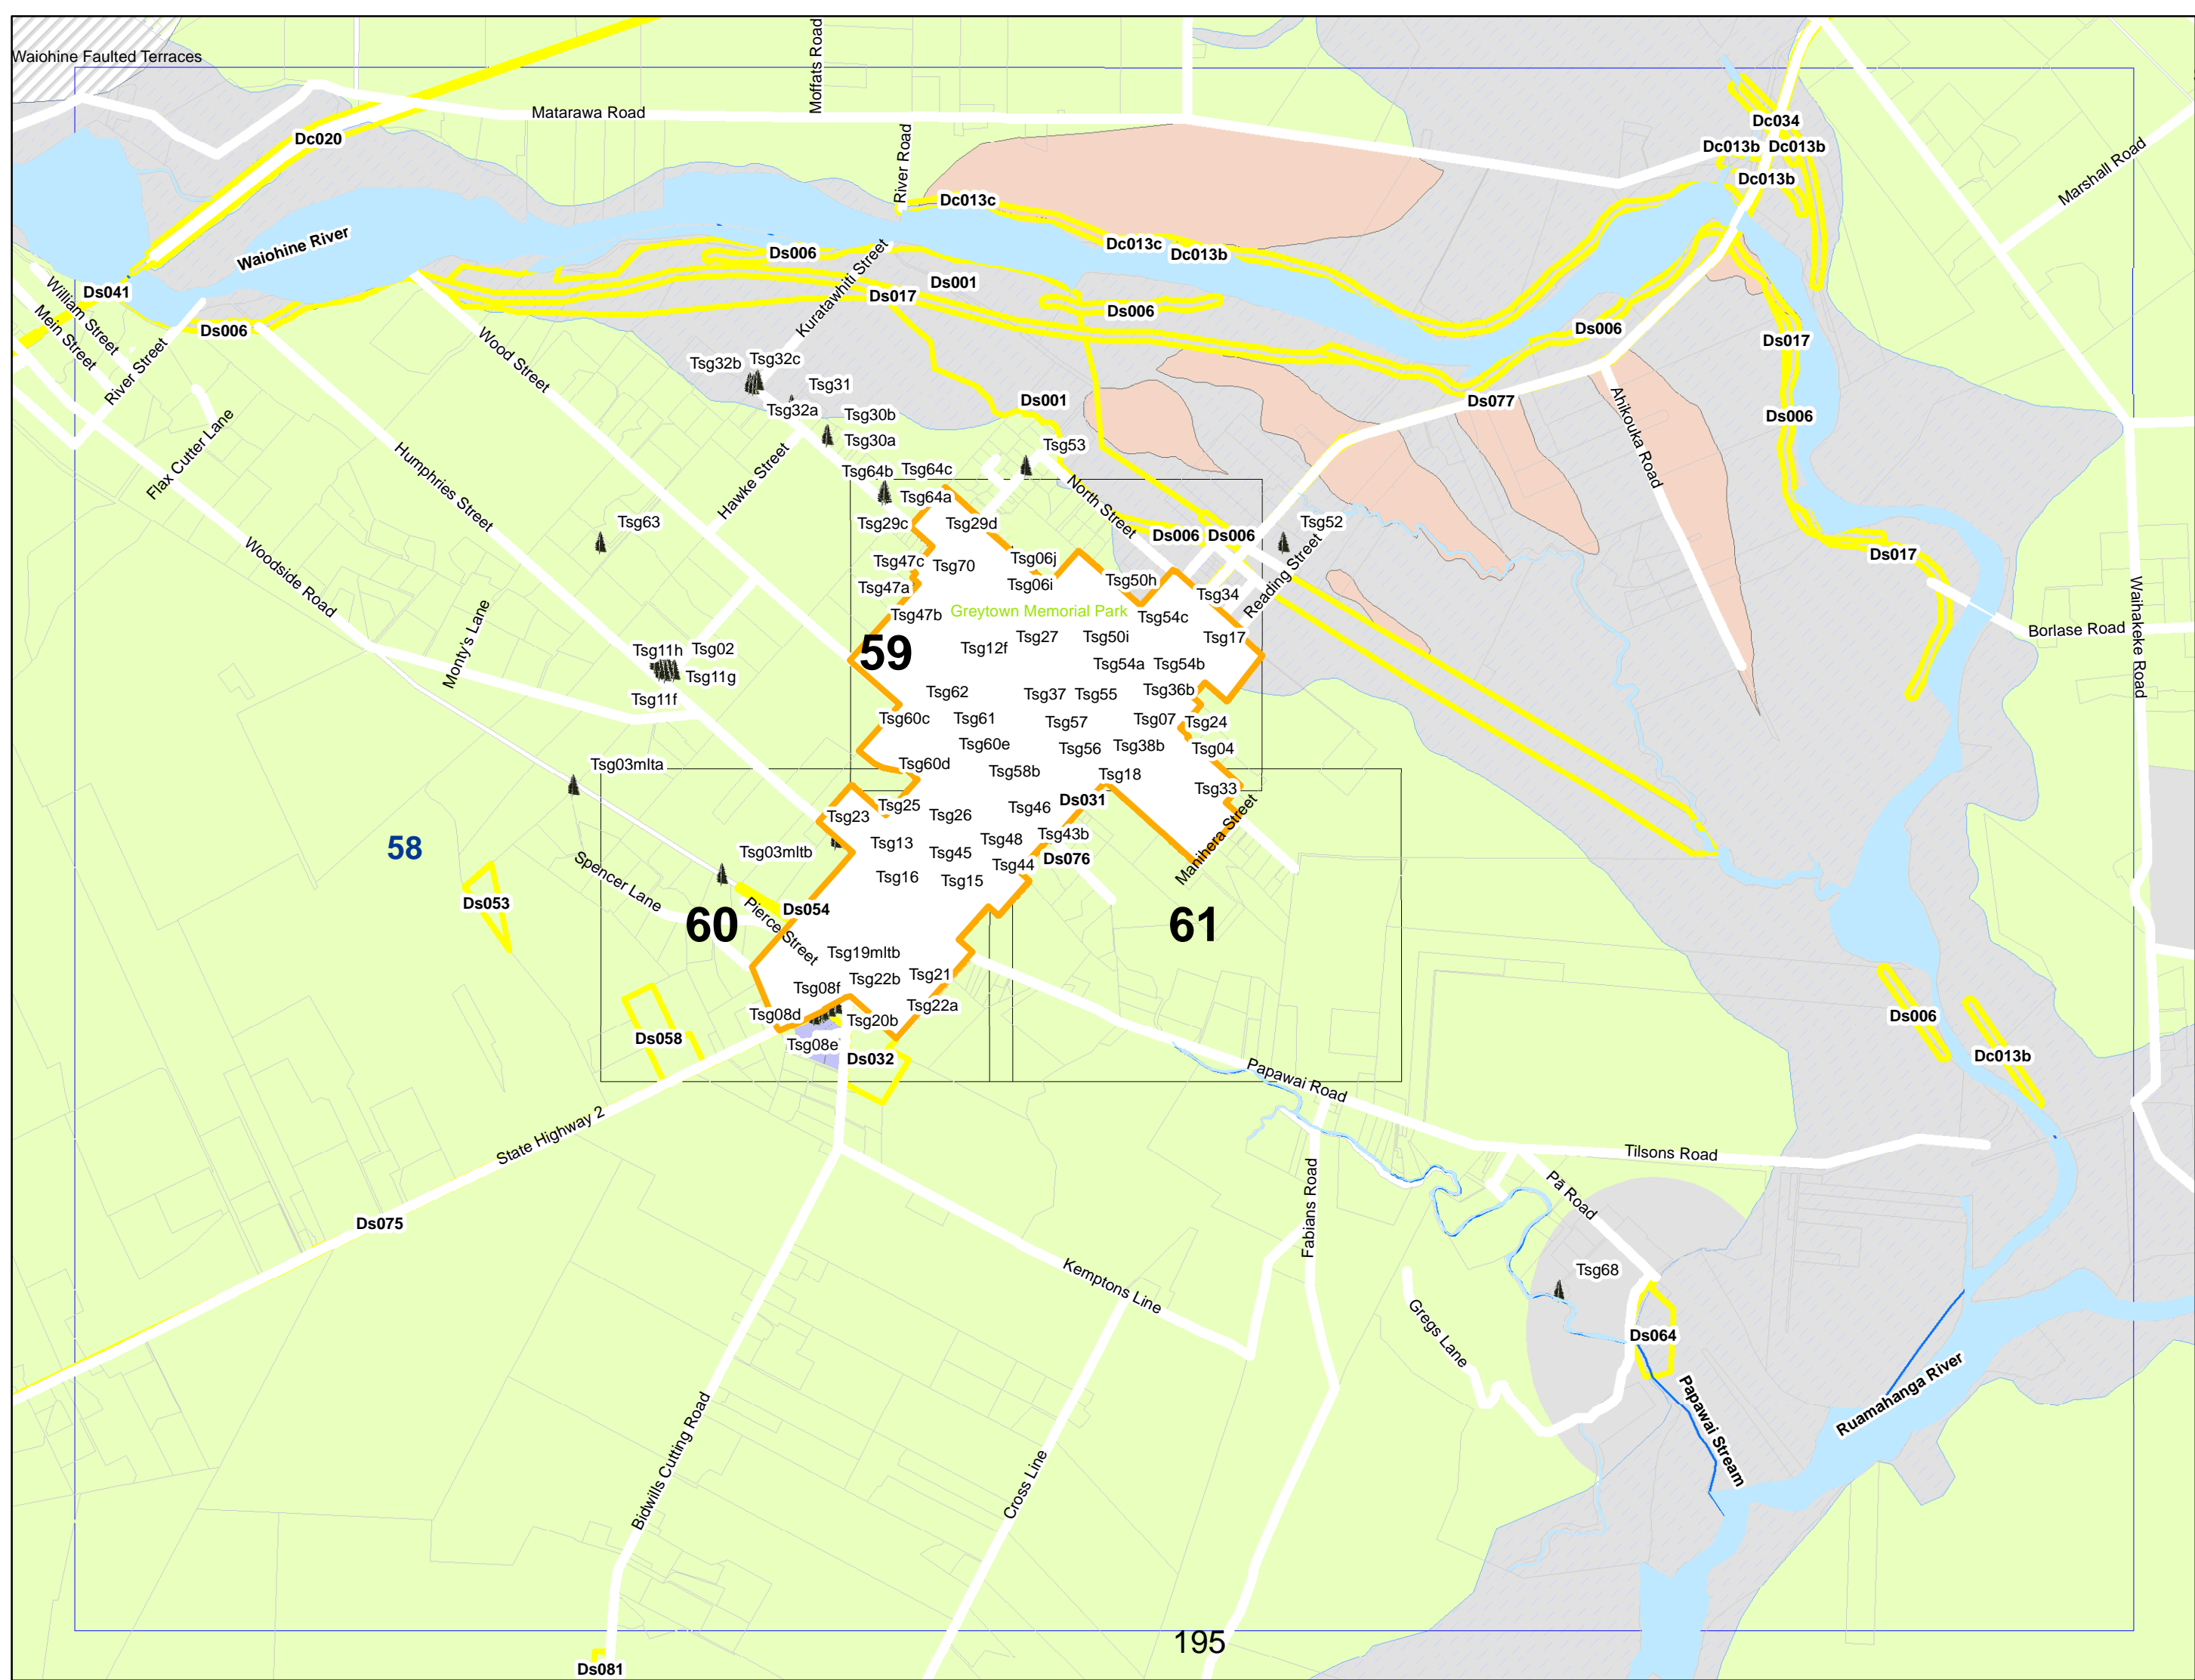 Waiohine Faulted Terraces
Moffats Road
Matarawa Road
Dc020
River Road
Dc034
Dc013b
Dc013b
Dc013b
Marshall Road
Dc013c
Waiohine River
Dc013c
Dc013b
Ds006
Kuratawhiti Street
Ds001
Ds017
Ds006
Ds041
William Street
Mein Street
River Street
Ds006
Wood Street
Ds006
Ds017
Tsg32b
Tsg32c
Tsg31
Tsg32a
Tsg30b
Tsg30a
Ds001
Ds077
Ahikouka Road
Ds006
Flax Cutter Lane
Humphries Street
Hawke Street
Tsg53
Tsg64b
Tsg64c
Tsg64a
North Street
Tsg63
Tsg29c
Tsg29d
Tsg52
Ds006
Ds006
Ds017
Woodside Road
Tsg47c
Tsg70
Tsg06j
Tsg47a
Tsg06i
Tsg50h
Tsg34
Reading Street
Waihakeke Road
Monty's Lane
Tsg47b
Greytown Memorial Park
Tsg54c
Borlase Road
59
Tsg12f
Tsg27
Tsg50i
Tsg17
Tsg11h
Tsg02
Tsg11g
Tsg11f
Tsg54a
Tsg54b
Tsg62
Tsg37
Tsg55
Tsg36b
Tsg60c
Tsg61
Tsg57
Tsg07
Tsg24
Tsg60e
Tsg56
Tsg38b
Tsg04
Tsg03mlta
Tsg60d
Tsg58b
Tsg18
Tsg33
Tsg23
Tsg25
Tsg26
Tsg46
Ds031
Manihera Street
58
Tsg03mltb
Tsg13
Tsg48
Tsg43b
Tsg45
Tsg44
Ds076
Spencer Lane
Tsg16
Tsg15
Ds053
Ds054
Pierce Street
60
61
Tsg19mltb
Tsg08f
Tsg22b
Tsg21
Tsg08d
Tsg20b
Tsg22a
Ds006
Ds058
Tsg08e
Ds032
Dc013b
Papawai Road
State Highway 2
Tilsons Road
Pā Road
Fabians Road
Ds075
Kemptons Line
Tsg68
Gregs Lane
Ds064
Papawai Stream
Ruamahanga River
Bidwills Cutting Road
Cross Line
195
Ds081